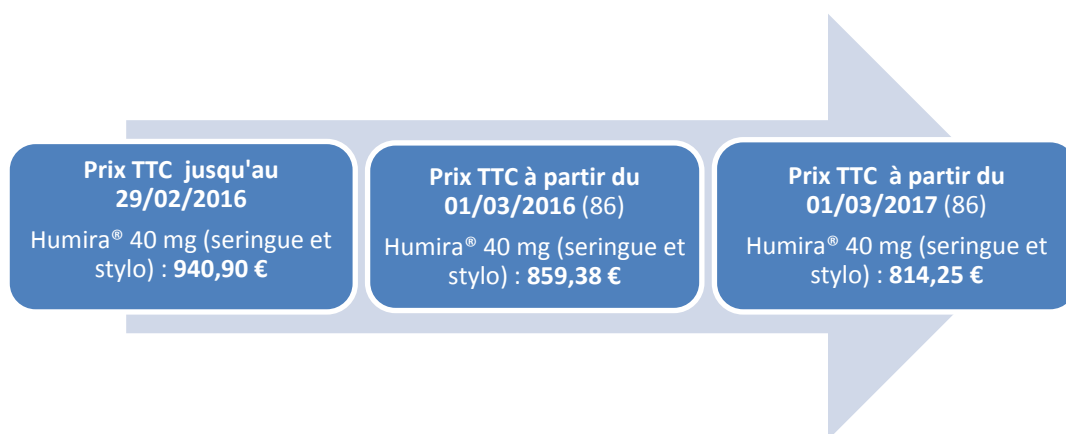 Prix TTC jusqu'au
29/02/2016
Humira® 40 mg (seringue et
stylo) : 940,90 €
Prix TTC à partir du
01/03/2016 (86)
Humira® 40 mg (seringue et
stylo) : 859,38 €
Prix TTC à partir du
01/03/2017 (86)
Humira® 40 mg (seringue et
stylo) : 814,25 €